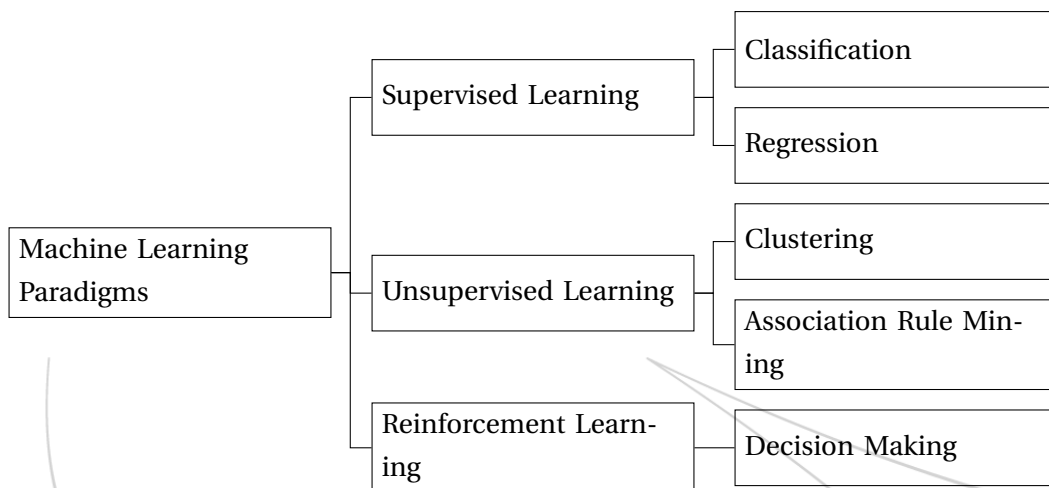 Classification
Supervised Learning
Regression
Machine Learning
Paradigms
Clustering
Unsupervised Learning
Association Rule Min-
ing
Reinforcement Learn-
ing
Decision Making